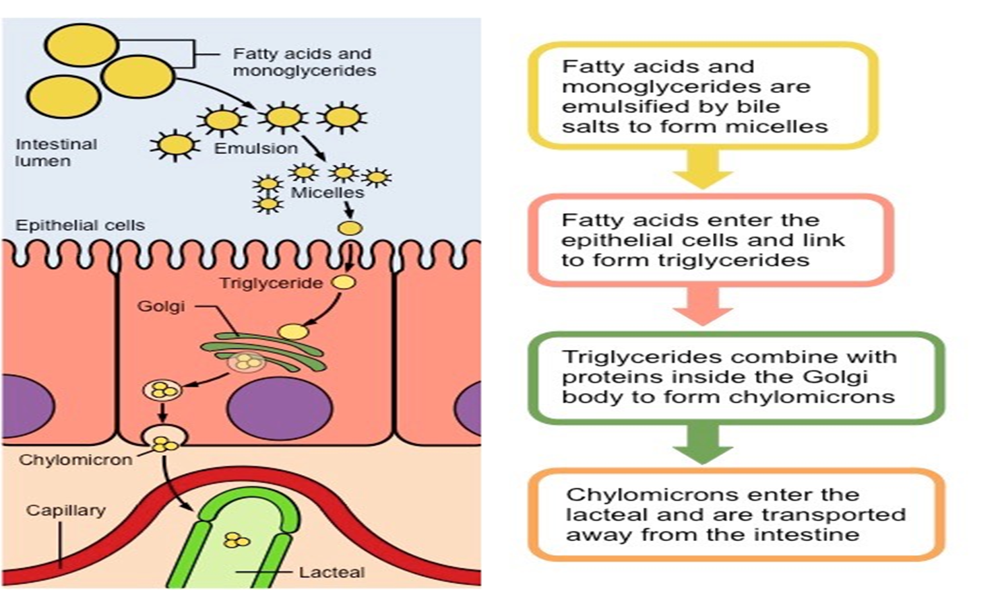 Fatty acids and
monoglycerides
Intestinal
lumen
Emulsion
Micelles
Epithelial cells
Triglyceride
Golgi
Chylomicron
Capillary
Lacteal
Fatty acids and
monoglycerides are
emulsified by bile
salts to form micelles
Fatty acids enter the
epithelial cells and link
to form triglycerides
Triglycerides combine with
proteins inside the Golgi
body to form chylomicrons
Chylomicrons enter the
lacteal and are transported
away from the intestine